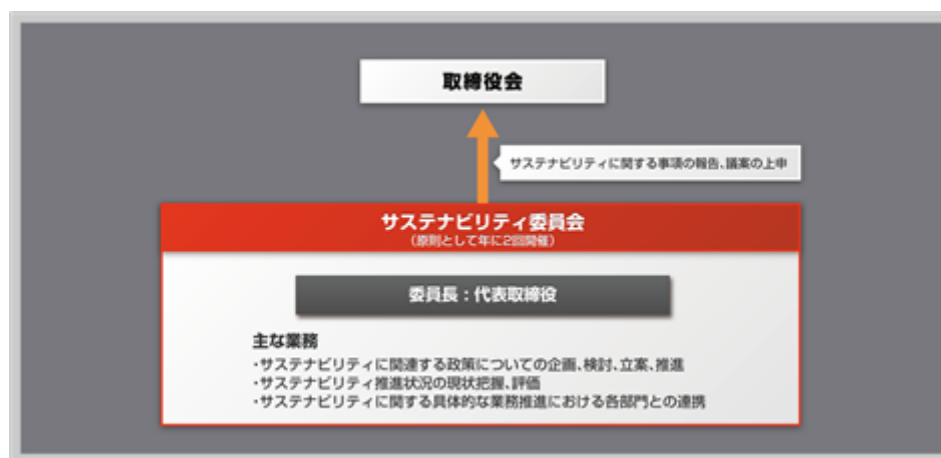 取締役会
サステナビリティに関する事項の報告、議案の上申
サステナビリティ委員会
(原則として年に2回開催)
委員長：代表取締役
主な業務
・サステナビリティに関連する政策についての企画、検討、立案、推進
・サステナビリティ推進状況の現状把握、評価
・サステナビリティに関する具体的な業務推進における各部門との連携